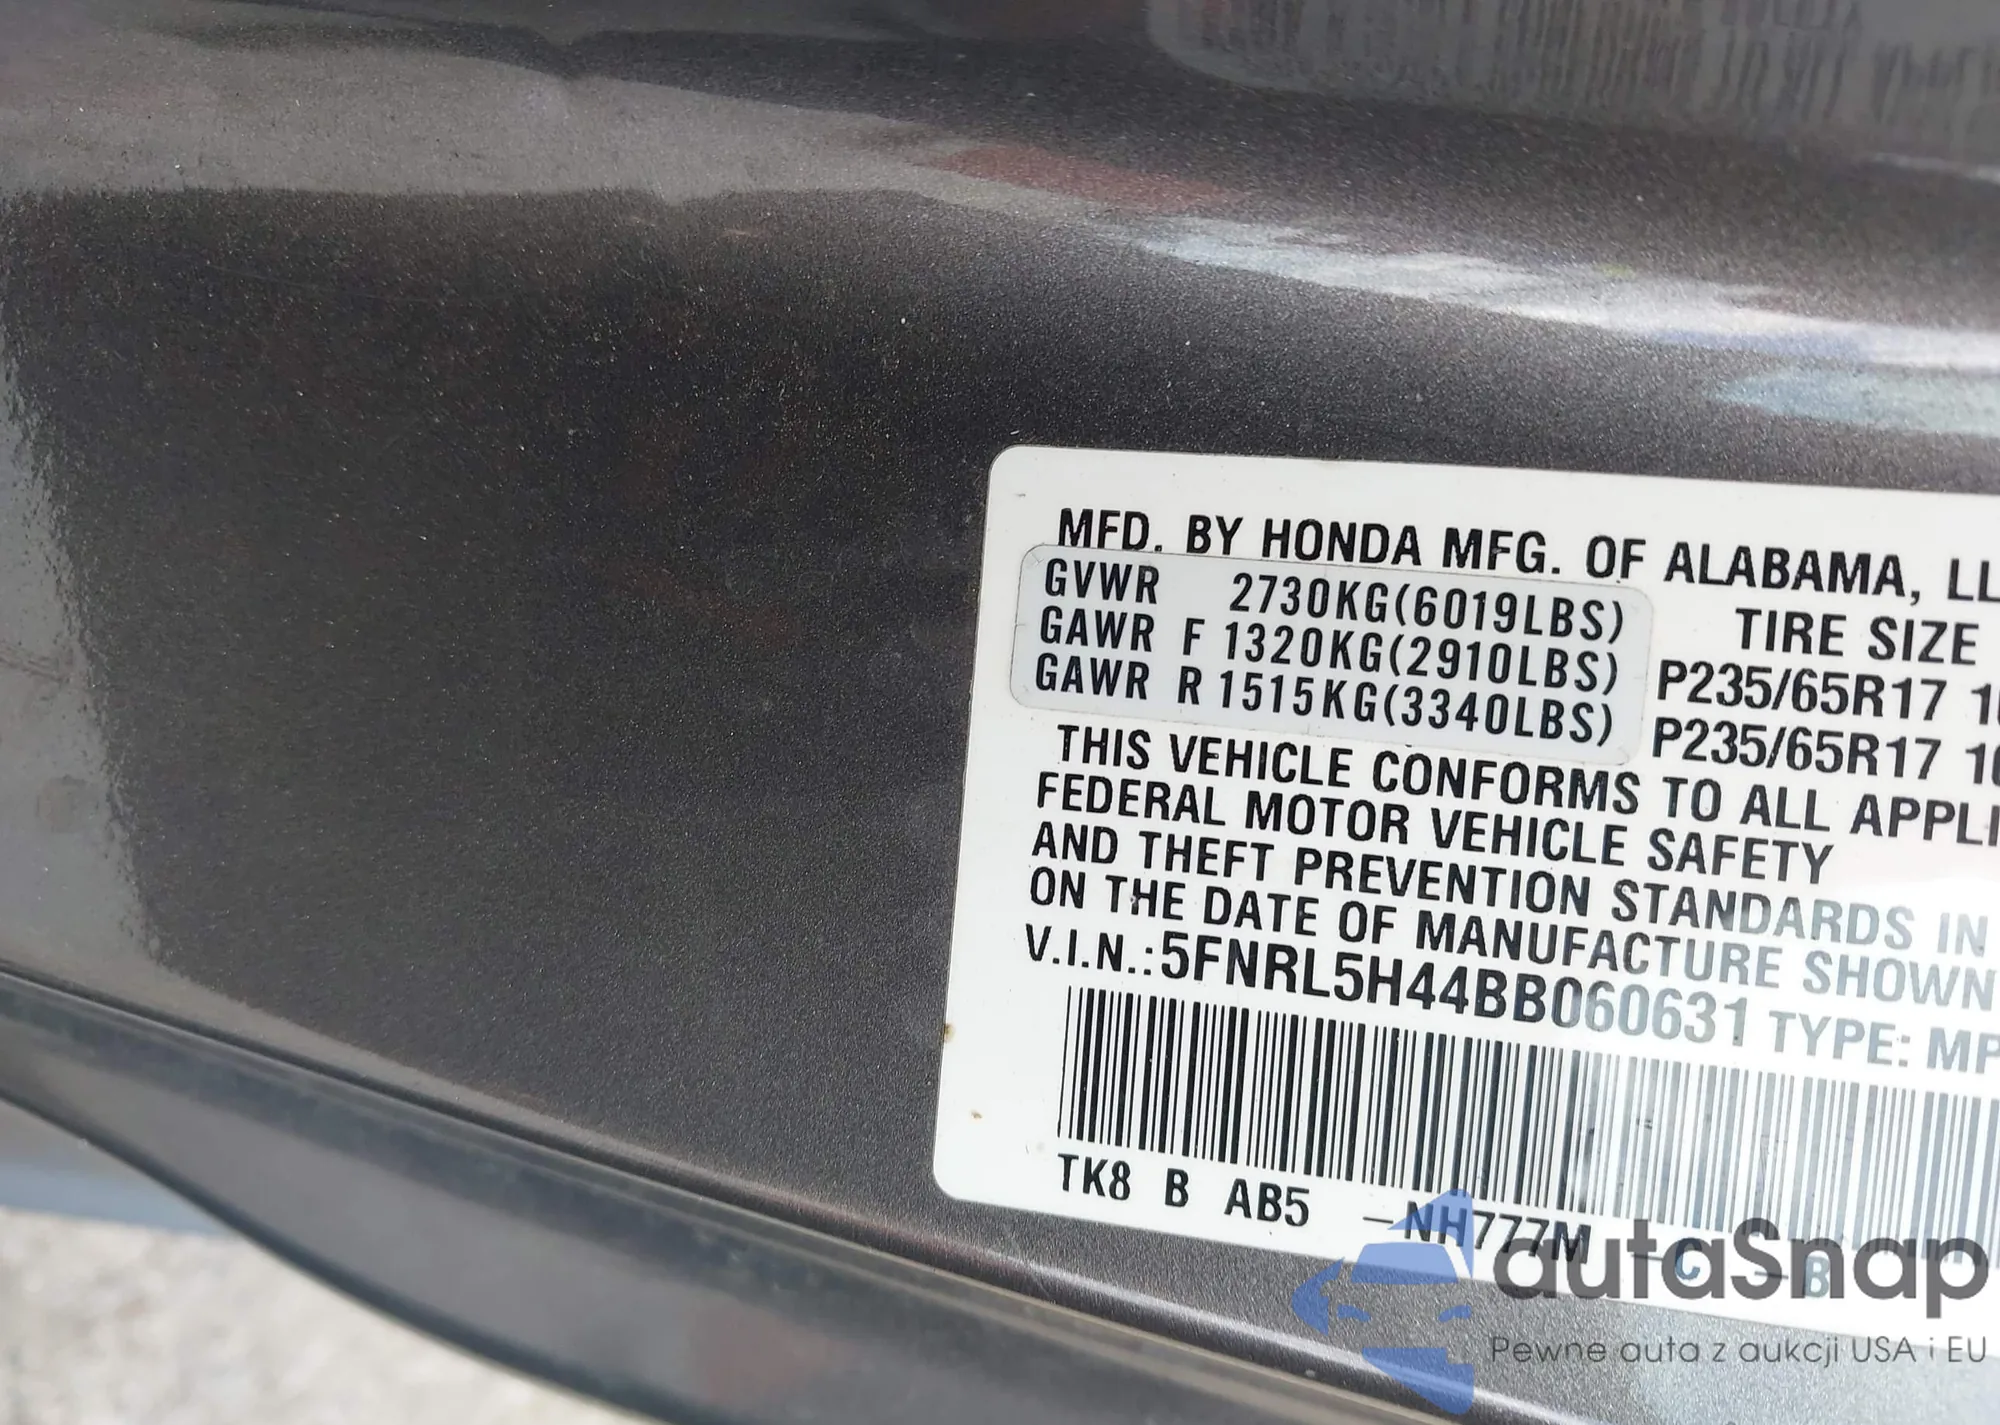 MFD. BY HONDA MFG. OF ALABAMA, LL
GVWR 2730KG(6019LBS)
TIRE SIZE
GAWR F 1320KG(2910LBS)
P235/65R17 1
GAWR R 1515KG(3340LBS)
P235/65R17 1
THIS VEHICLE CONFORMS TO ALL APPLI
FEDERAL MOTOR VEHICLE SAFETY
AND THEFT PREVENTION STANDARDS IN
ON THE DATE OF MANUFACTURE SHOWN
V.I.N.:5FNRL5H44BB060631 TYPE: MP
TK8 B AB5 -NH777M -C -B
autaSnap
Pewne auta z aukcji USA i EU